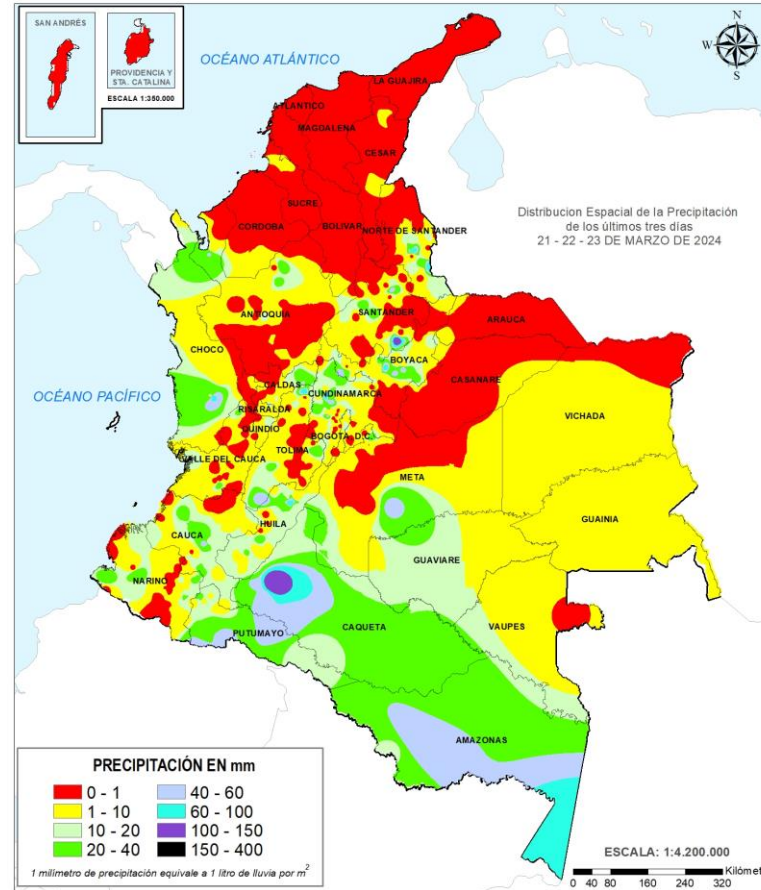 SAN ANDRÉS
PROVIDENCIA Y
STA. CATALINA
ESCALA 1:350.000
OCÉANO ATLÁNTICO
N
W
E
S
LA GUAJIRA
ATLANTICO
MAGDALENA
CESAR
SUCRE
CORDOBA
BOLIVAR
NORTE DE SANTANDER
Distribucion Espacial de la Precipitación
de los últimos tres días
21 - 22 - 23 DE MARZO DE 2024
ANTIOQUIA
SANTANDER
ARAUCA
CHOCO
BOYACA
CASANARE
OCÉANO PACÍFICO
CALDAS
CUNDINAMARCA
RISARALDA
VICHADA
QUINDIO
BOGOTA D.C.
TOLIMA
VALLE DEL CAUCA
META
GUAINIA
CAUCA
HUILA
GUAVIARE
NARIÑO
VAUPES
PUTUMAYO
CAQUETA
AMAZONAS
PRECIPITACIÓN EN mm
0 - 1
1 - 10
10 - 20
20 - 40
40 - 60
60 - 100
100 - 150
150 - 400
1 milímetro de precipitación equivale a 1 litro de lluvia por m²
ESCALA: 1:4.200.000
Kilóm
0 40 80 160 240 320